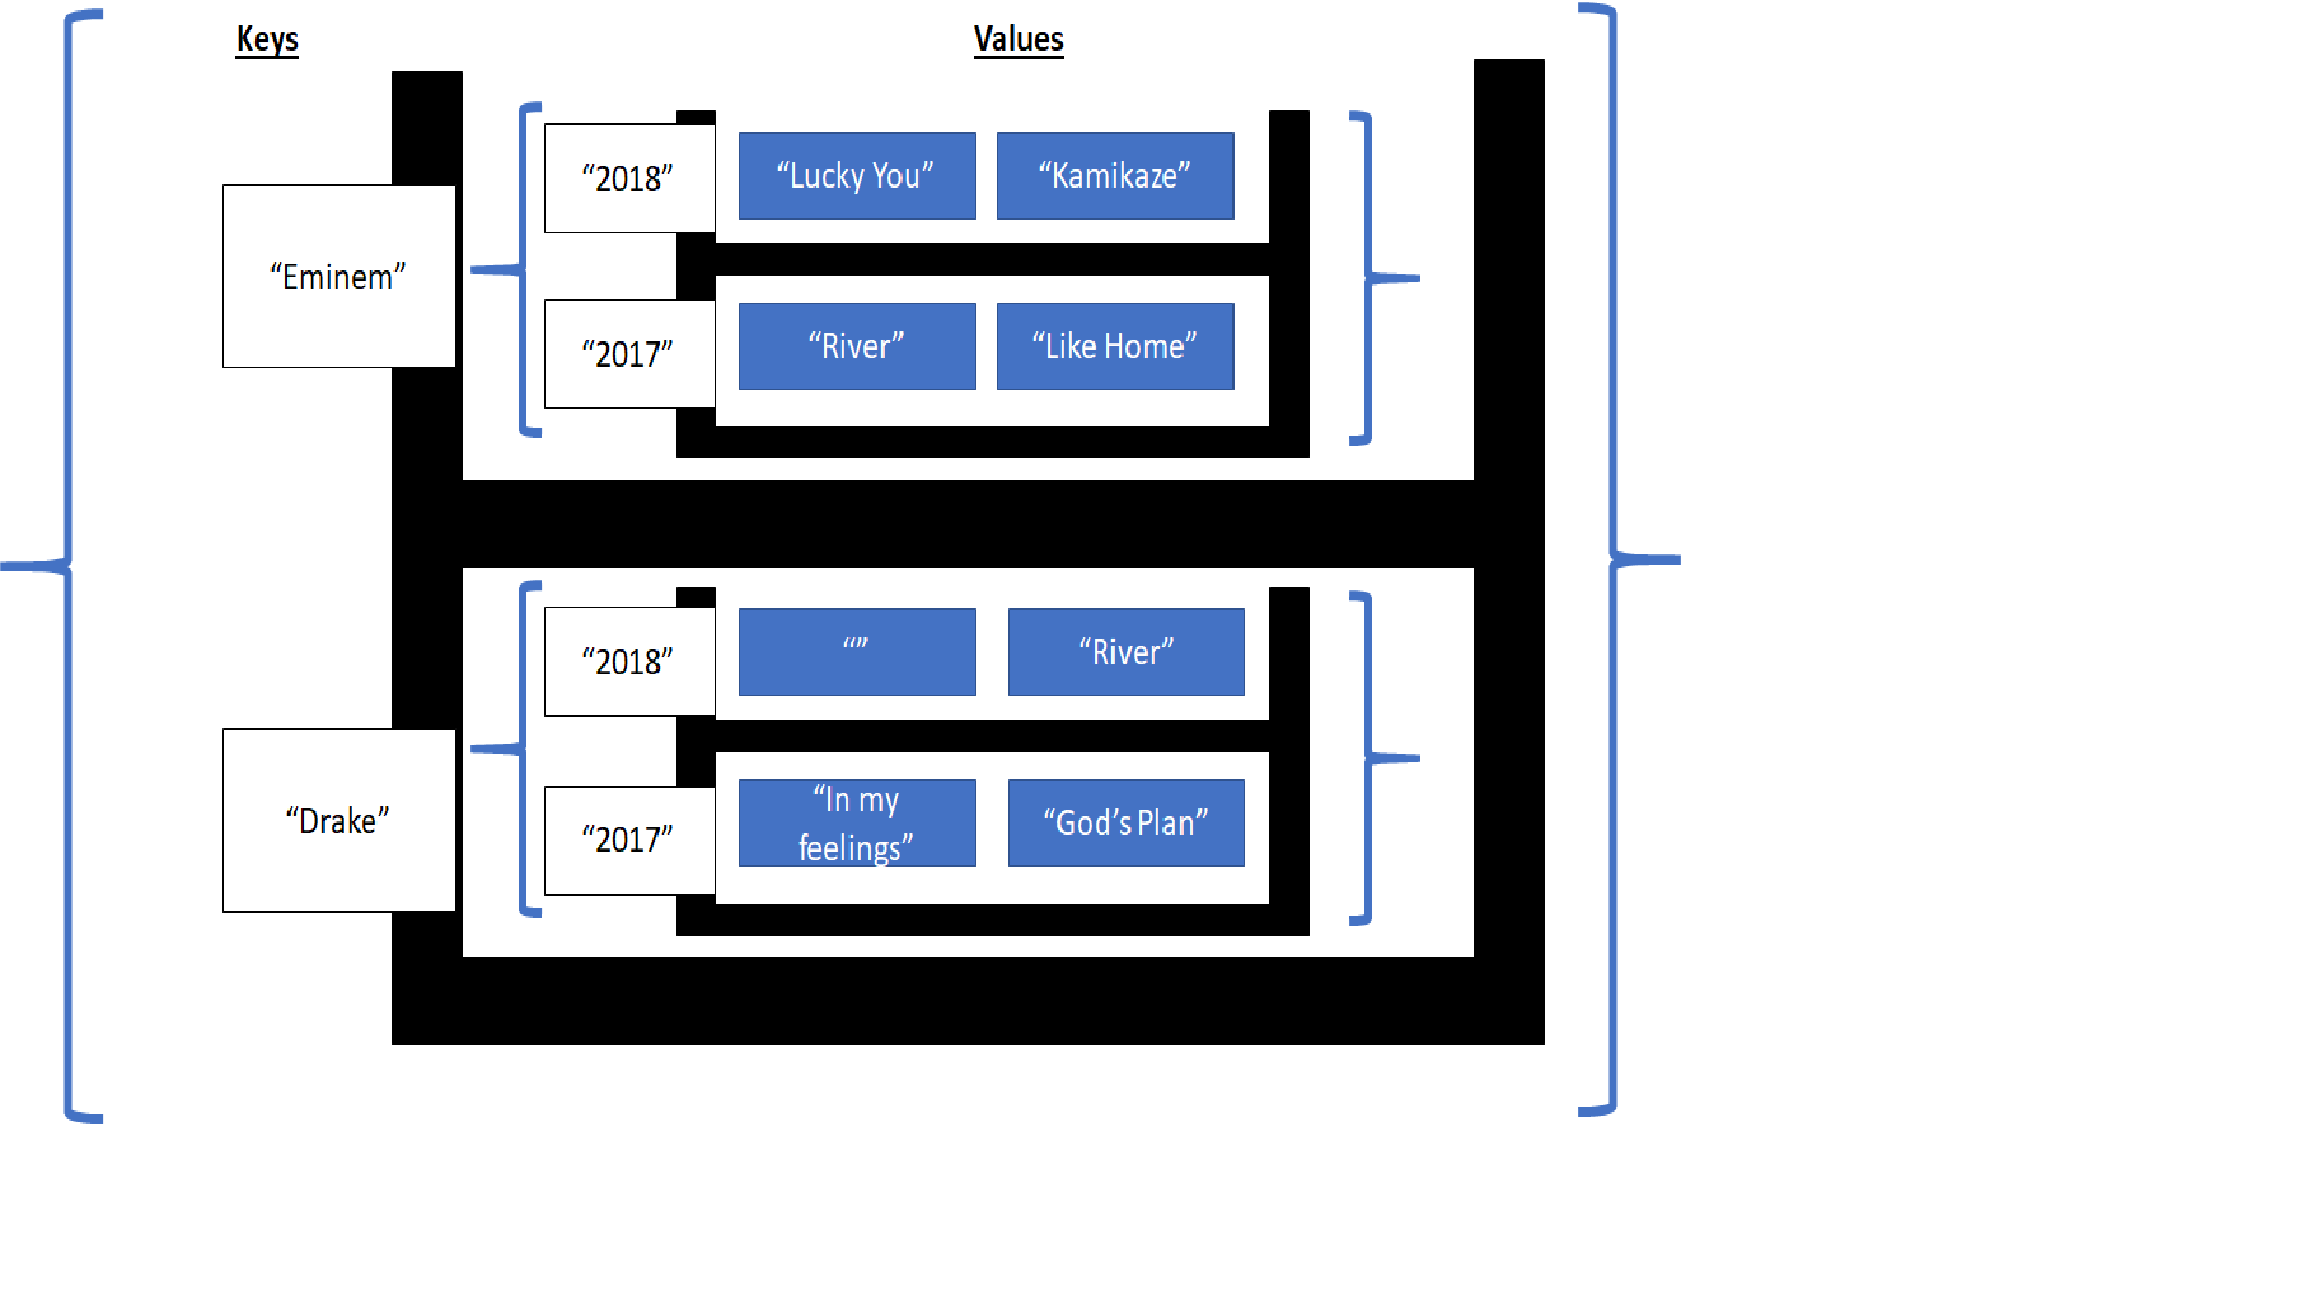 Keys Values
“2018” “Lucky You” “Kamikaze”
“Eminem”
“2017” “River” “Like Home”
“2018” “” “River”
“Drake”
“2017” “In my
feelings” “God’s Plan”